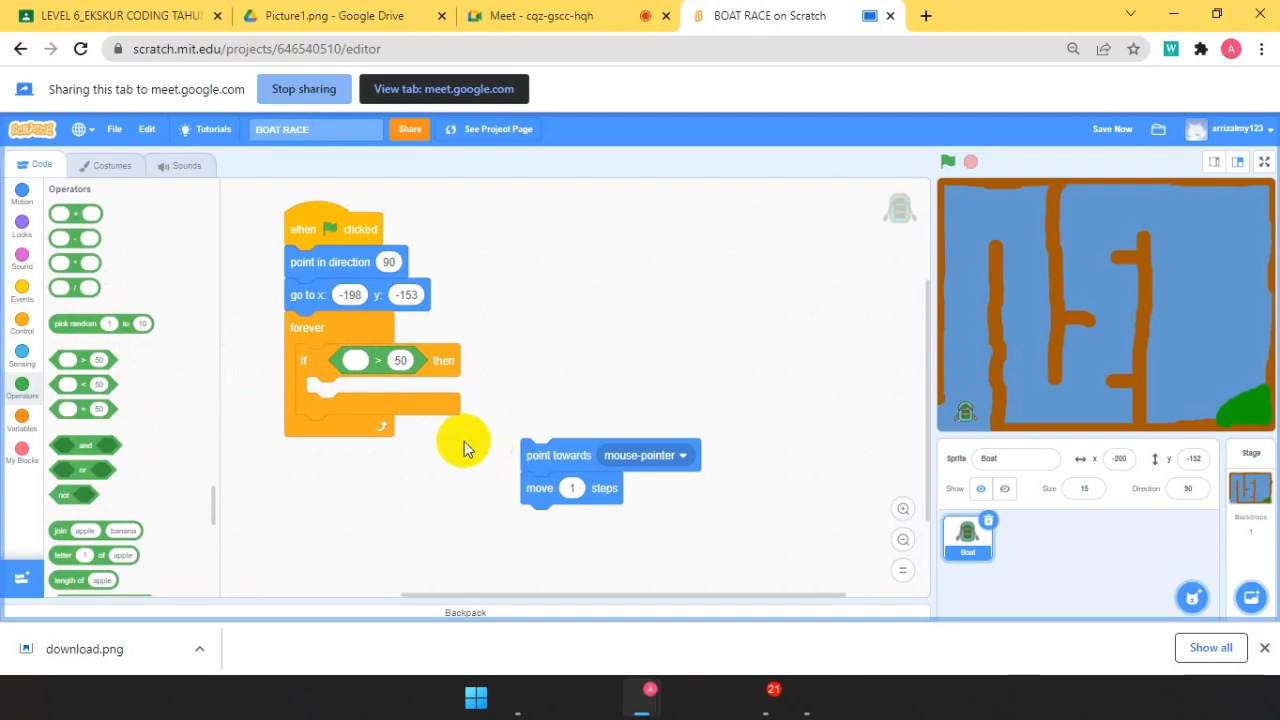 LEVEL 6_EKSKUR CODING TAHU
Picture1.png - Google Drive
Meet - cqz-gscc-hqh
BOAT RACE on Scratch
scratch.mit.edu/projects/646540510/editor
W
A
Sharing this tab to meet.google.com
Stop sharing
View tab: meet.google.com
SCRATCH
File
Edit
Tutorials
BOAT RACE
Share
See Project Page
Save Now
arrizalmy123
Code
Costumes
Sounds
Motion
Looks
Sound
Events
Control
Sensing
Operators
Variables
My Blocks
Operators
+
-
*
/
pick random 1 to 10
> 50
< 50
= 50
and
or
not
join apple banana
letter 1 of apple
length of apple
when clicked
point in direction 90
go to x: -198 y: -153
forever
if > 50 then
point towards mouse-pointer
move 1 steps
=
Sprite Boat
x -200
y -152
Show
Size 15
Direction 90
Boat
Stage
Backdrops
1
Backpack
download.png
Show all
A
21